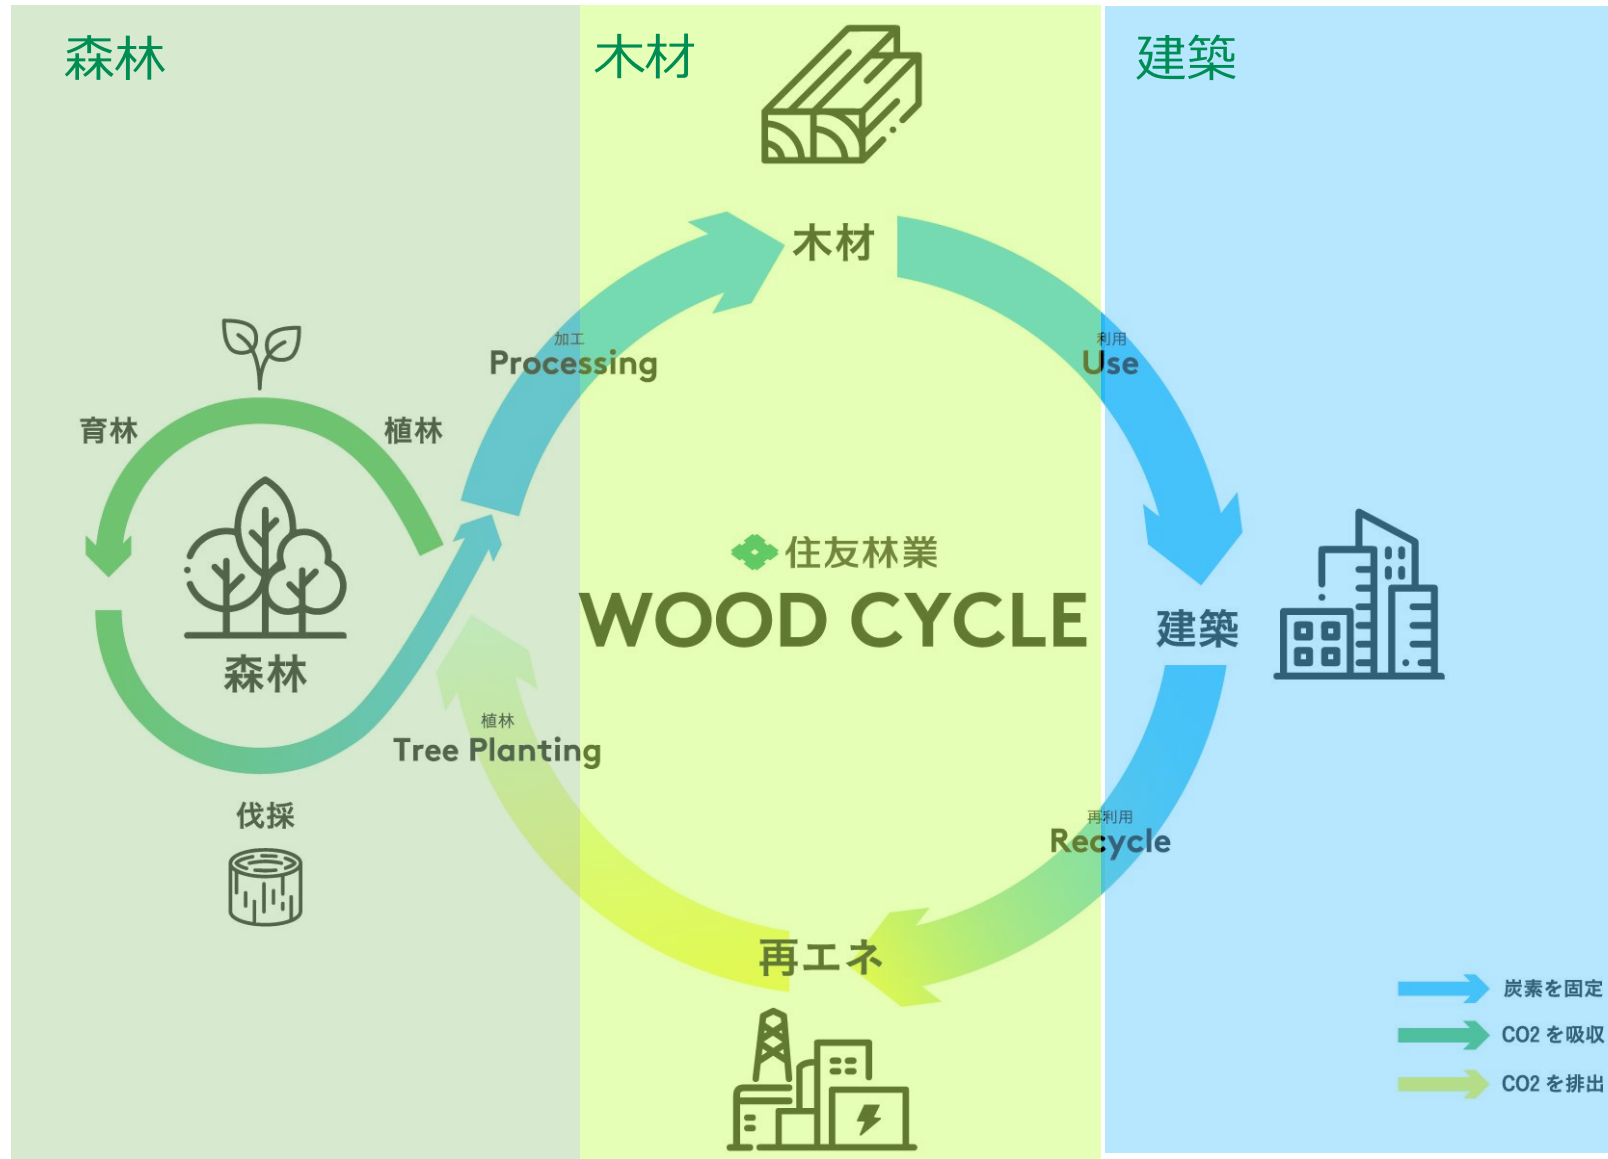 森林
木材
建築
木材
加工
Processing
利用
Use
育林
植林
住友林業
WOOD CYCLE
建築
森林
植林
Tree Planting
伐採
再利用
Recycle
再エネ
炭素を固定
CO2 を吸収
CO2 を排出